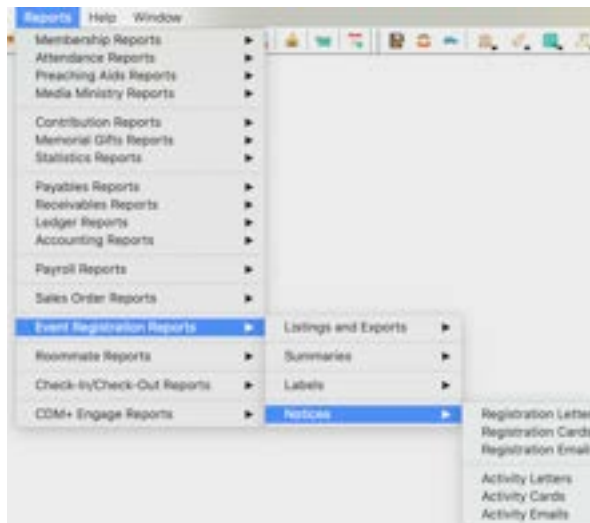 Reports Help Window
Membership Reports
Attendance Reports
Preaching Aids Reports
Media Ministry Reports
Contribution Reports
Memorial Gifts Reports
Statistics Reports
Payables Reports
Receivables Reports
Ledger Reports
Accounting Reports
Payroll Reports
Sales Order Reports
Event Registration Reports
Listings and Exports
Roommate Reports
Summaries
Check-In/Check-Out Reports
Labels
CDM+ Engage Reports
Notices
Registration Letter
Registration Cards
Registration Email
Activity Letters
Activity Cards
Activity Emails